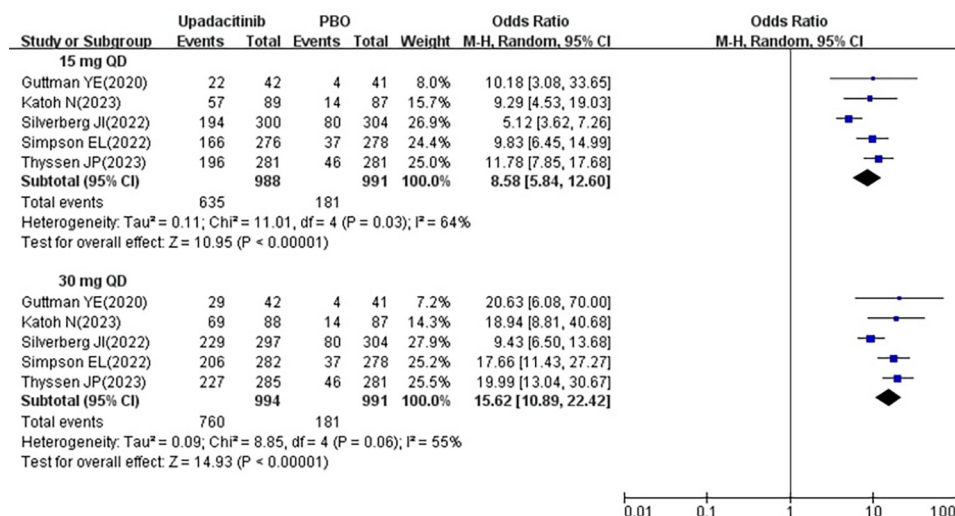 Upadacitinib PBO Odds Ratio Odds Ratio
Study or Subgroup Events Total Events Total Weight M-H, Random, 95% CI M-H, Random, 95% CI
15 mg QD
Guttman YE(2020) 22 42 4 41 8.0% 10.18 [3.08, 33.65]
Katoh N(2023) 57 89 14 87 15.7% 9.29 [4.53, 19.03]
Silverberg JI(2022) 194 300 80 304 26.9% 5.12 [3.62, 7.26]
Simpson EL(2022) 166 276 37 278 24.4% 9.83 [6.45, 14.99]
Thyssen JP(2023) 196 281 46 281 25.0% 11.78 [7.85, 17.68]
Subtotal (95% CI) 988 991 100.0% 8.58 [5.84, 12.60]
Total events 635 181
Heterogeneity: Tau² = 0.11; Chi² = 11.01, df = 4 (P = 0.03); I² = 64%
Test for overall effect: Z = 10.95 (P < 0.00001)
30 mg QD
Guttman YE(2020) 29 42 4 41 7.2% 20.63 [6.08, 70.00]
Katoh N(2023) 69 88 14 87 14.3% 18.94 [8.81, 40.68]
Silverberg JI(2022) 229 297 80 304 27.9% 9.43 [6.50, 13.68]
Simpson EL(2022) 206 282 37 278 25.2% 17.66 [11.43, 27.27]
Thyssen JP(2023) 227 285 46 281 25.5% 19.99 [13.04, 30.67]
Subtotal (95% CI) 994 991 100.0% 15.62 [10.89, 22.42]
Total events 760 181
Heterogeneity: Tau² = 0.09; Chi² = 8.85, df = 4 (P = 0.06); I² = 55%
Test for overall effect: Z = 14.93 (P < 0.00001)
0.01 0.1 1 10 100